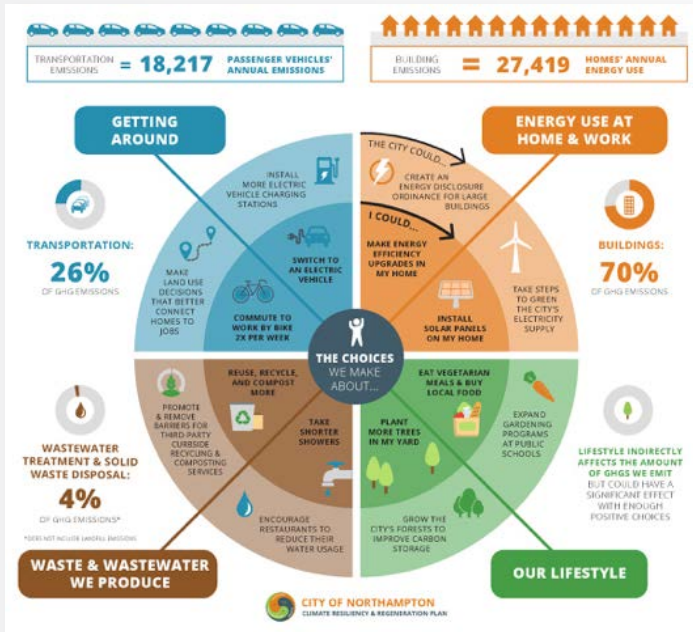 TRANSPORTATION
EMISSIONS
= 18,217
PASSENGER VEHICLES'
ANNUAL EMISSIONS
BUILDING
EMISSIONS
= 27,419
HOMES' ANNUAL
ENERGY USE
GETTING
AROUND
ENERGY USE AT
HOME & WORK
TRANSPORTATION:
26%
OF GHG EMISSIONS
INSTALL
MORE ELECTRIC
VEHICLE CHARGING
STATIONS
MAKE
LAND USE
DECISIONS
THAT BETTER
CONNECT
HOMES TO
JOBS
SWITCH TO
AN ELECTRIC
VEHICLE
COMMUTE TO
WORK BY BIKE
2X PER WEEK
THE CITY COULD...
CREATE AN
ENERGY DISCLOSURE
ORDINANCE FOR LARGE
BUILDINGS
I COULD...
MAKE ENERGY
EFFICIENCY
UPGRADES IN
MY HOME
INSTALL
SOLAR PANELS
ON MY HOME
TAKE STEPS
TO GREEN
THE CITY'S
ELECTRICITY
SUPPLY
BUILDINGS:
70%
OF GHG EMISSIONS
THE CHOICES
WE MAKE
ABOUT...
WASTEWATER
TREATMENT & SOLID
WASTE DISPOSAL:
4%
OF GHG EMISSIONS*
*DOES NOT INCLUDE LANDFILL EMISSIONS
PROMOTE
& REMOVE
BARRIERS FOR
THIRD-PARTY
CURBSIDE
RECYCLING &
COMPOSTING
SERVICES
REUSE, RECYCLE,
AND COMPOST
MORE
TAKE
SHORTER
SHOWERS
ENCOURAGE
RESTAURANTS TO
REDUCE THEIR
WATER USAGE
EAT VEGETARIAN
MEALS & BUY
LOCAL FOOD
PLANT
MORE TREES
IN MY YARD
EXPAND
GARDENING
PROGRAMS
AT PUBLIC
SCHOOLS
GROW THE
CITY'S FORESTS TO
IMPROVE CARBON
STORAGE
LIFESTYLE INDIRECTLY
AFFECTS THE AMOUNT
OF GHGS WE EMIT
BUT COULD HAVE A
SIGNIFICANT EFFECT
WITH ENOUGH
POSITIVE CHOICES
WASTE & WASTEWATER
WE PRODUCE
OUR LIFESTYLE
CITY OF NORTHAMPTON
CLIMATE RESILIENCY & REGENERATION PLAN